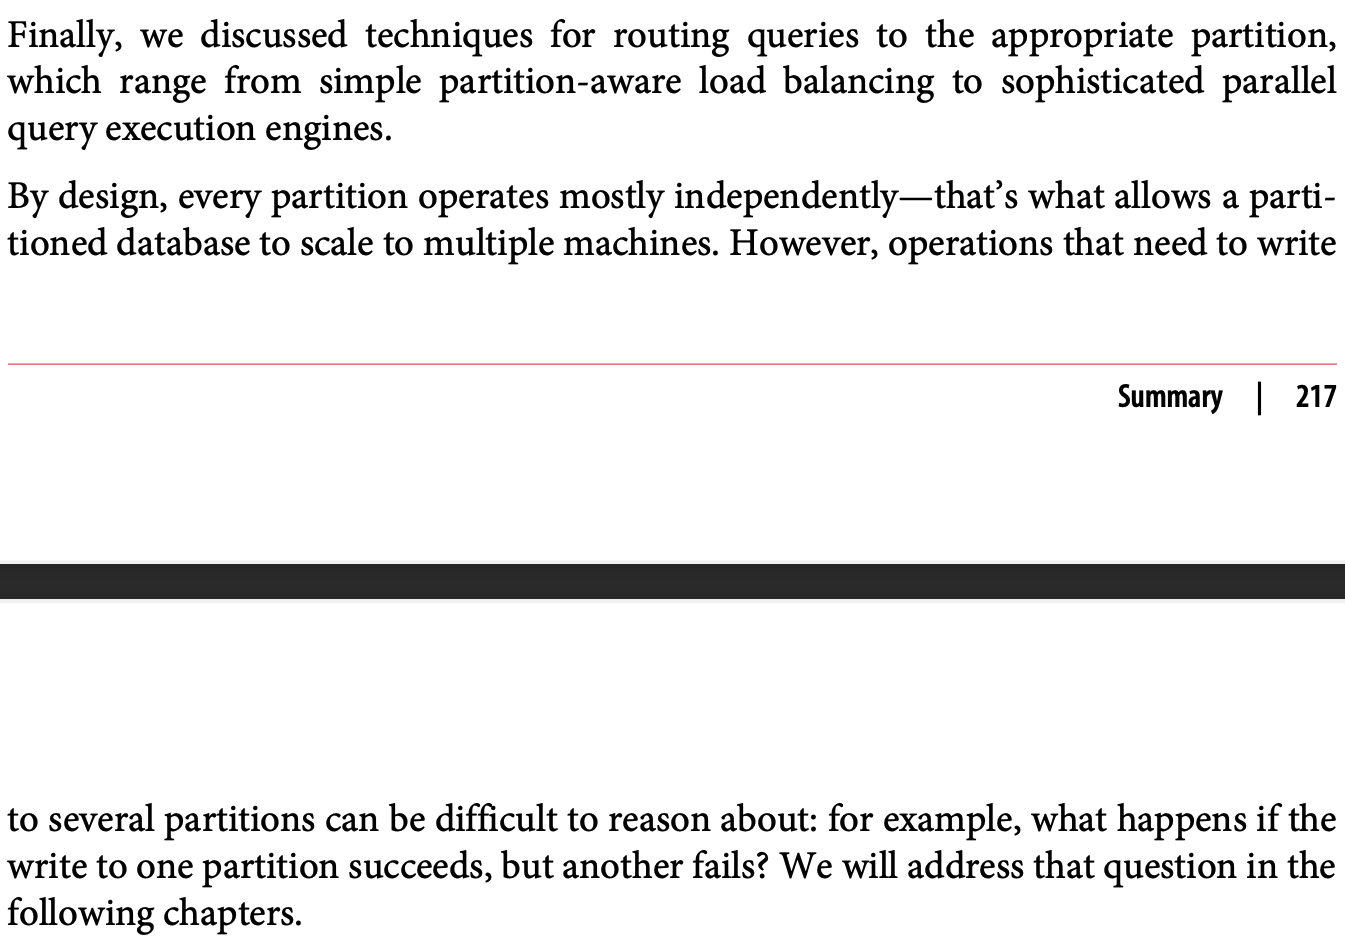 Finally, we discussed techniques for routing queries to the appropriate partition,
which range from simple partition-aware load balancing to sophisticated parallel
query execution engines.
By design, every partition operates mostly independently—that’s what allows a parti-
tioned database to scale to multiple machines. However, operations that need to write
Summary | 217
to several partitions can be difficult to reason about: for example, what happens if the
write to one partition succeeds, but another fails? We will address that question in the
following chapters.